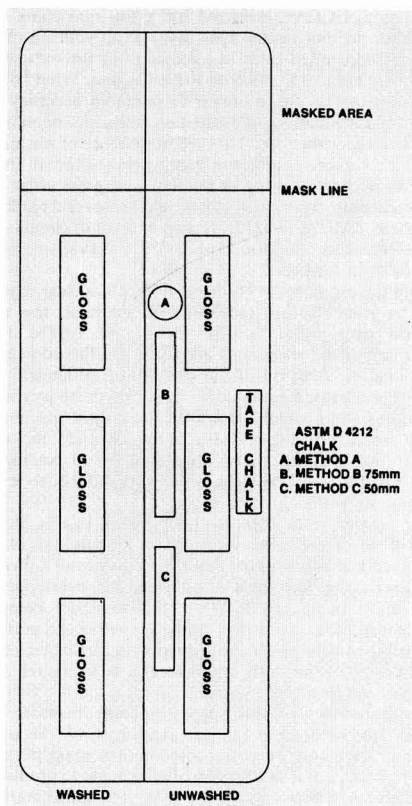 MASKED AREA
MASK LINE
GLOSS
GLOSS
A
B
TAPE CHALK
ASTM D 4212
CHALK
A. METHOD A
B. METHOD B 75mm
C. METHOD C 50mm
GLOSS
GLOSS
C
GLOSS
GLOSS
WASHED
UNWASHED